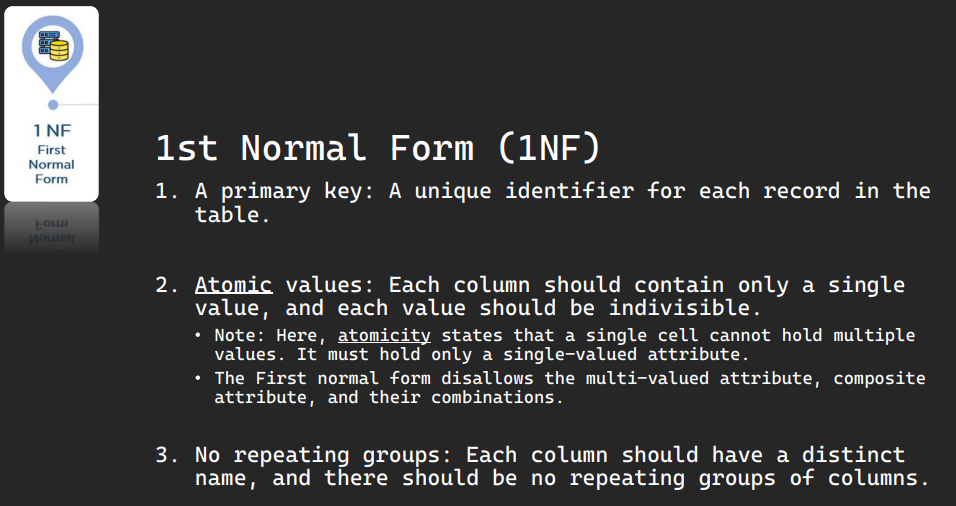 1 NF
First
Normal
Form
1st Normal Form (1NF)
1. A primary key: A unique identifier for each record in the
table.
2. Atomic values: Each column should contain only a single
value, and each value should be indivisible.
• Note: Here, atomicity states that a single cell cannot hold multiple
values. It must hold only a single-valued attribute.
• The First normal form disallows the multi-valued attribute, composite
attribute, and their combinations.
3. No repeating groups: Each column should have a distinct
name, and there should be no repeating groups of columns.